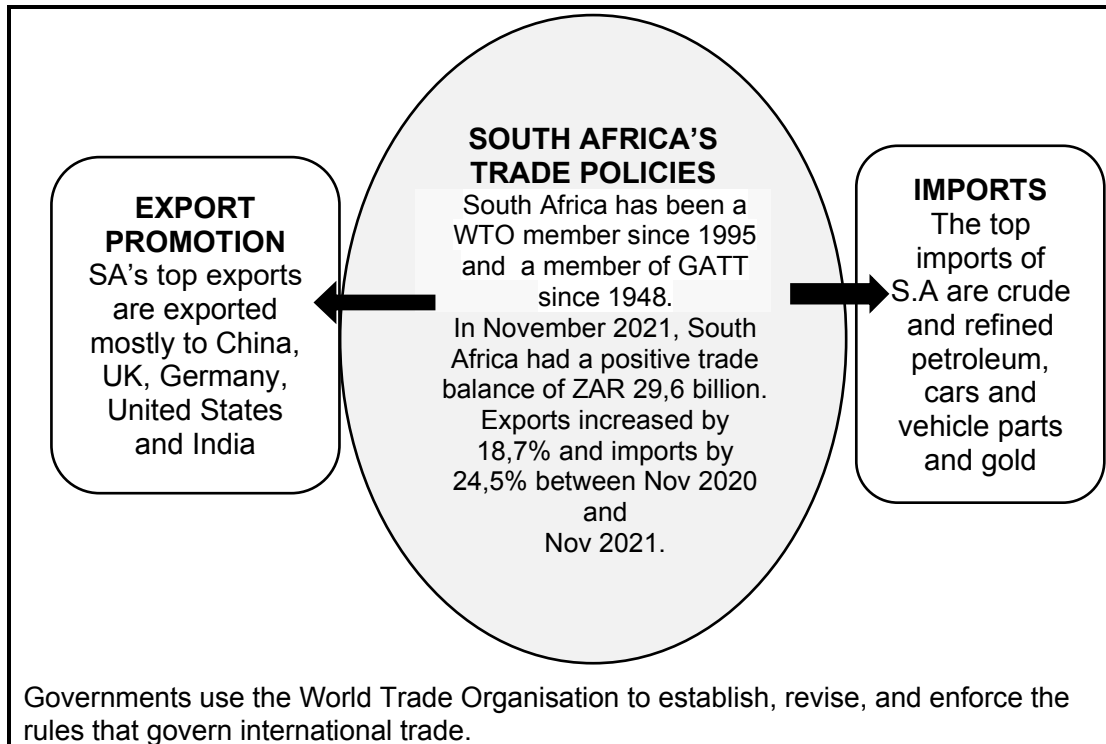 EXPORT
PROMOTION
SA's top exports
are exported
mostly to China,
UK, Germany,
United States
and India
SOUTH AFRICA'S
TRADE POLICIES
South Africa has been a
WTO member since 1995
and a member of GATT
since 1948.
In November 2021, South
Africa had a positive trade
balance of ZAR 29,6 billion.
Exports increased by
18,7% and imports by
24,5% between Nov 2020
and
Nov 2021.
IMPORTS
The top
imports of
S.A are crude
and refined
petroleum,
cars and
vehicle parts
and gold
Governments use the World Trade Organisation to establish, revise, and enforce the
rules that govern international trade.